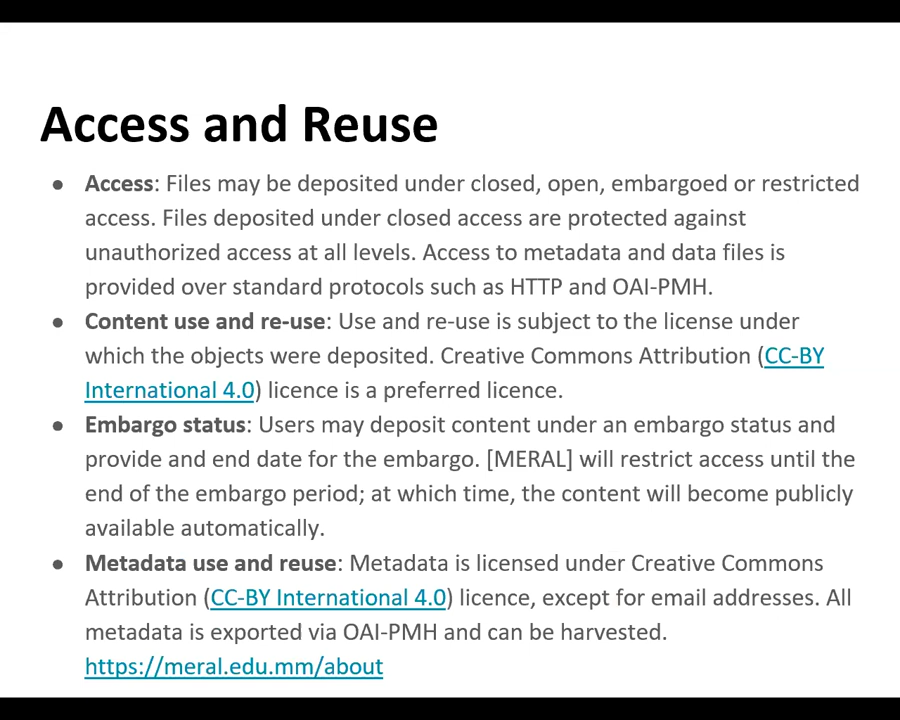 Access and Reuse
● Access: Files may be deposited under closed, open, embargoed or restricted
access. Files deposited under closed access are protected against
unauthorized access at all levels. Access to metadata and data files is
provided over standard protocols such as HTTP and OAI-PMH.
● Content use and re-use: Use and re-use is subject to the license under
which the objects were deposited. Creative Commons Attribution (CC-BY
International 4.0) licence is a preferred licence.
● Embargo status: Users may deposit content under an embargo status and
provide and end date for the embargo. [MERAL] will restrict access until the
end of the embargo period; at which time, the content will become publicly
available automatically.
● Metadata use and reuse: Metadata is licensed under Creative Commons
Attribution (CC-BY International 4.0) licence, except for email addresses. All
metadata is exported via OAI-PMH and can be harvested.
https://meral.edu.mm/about